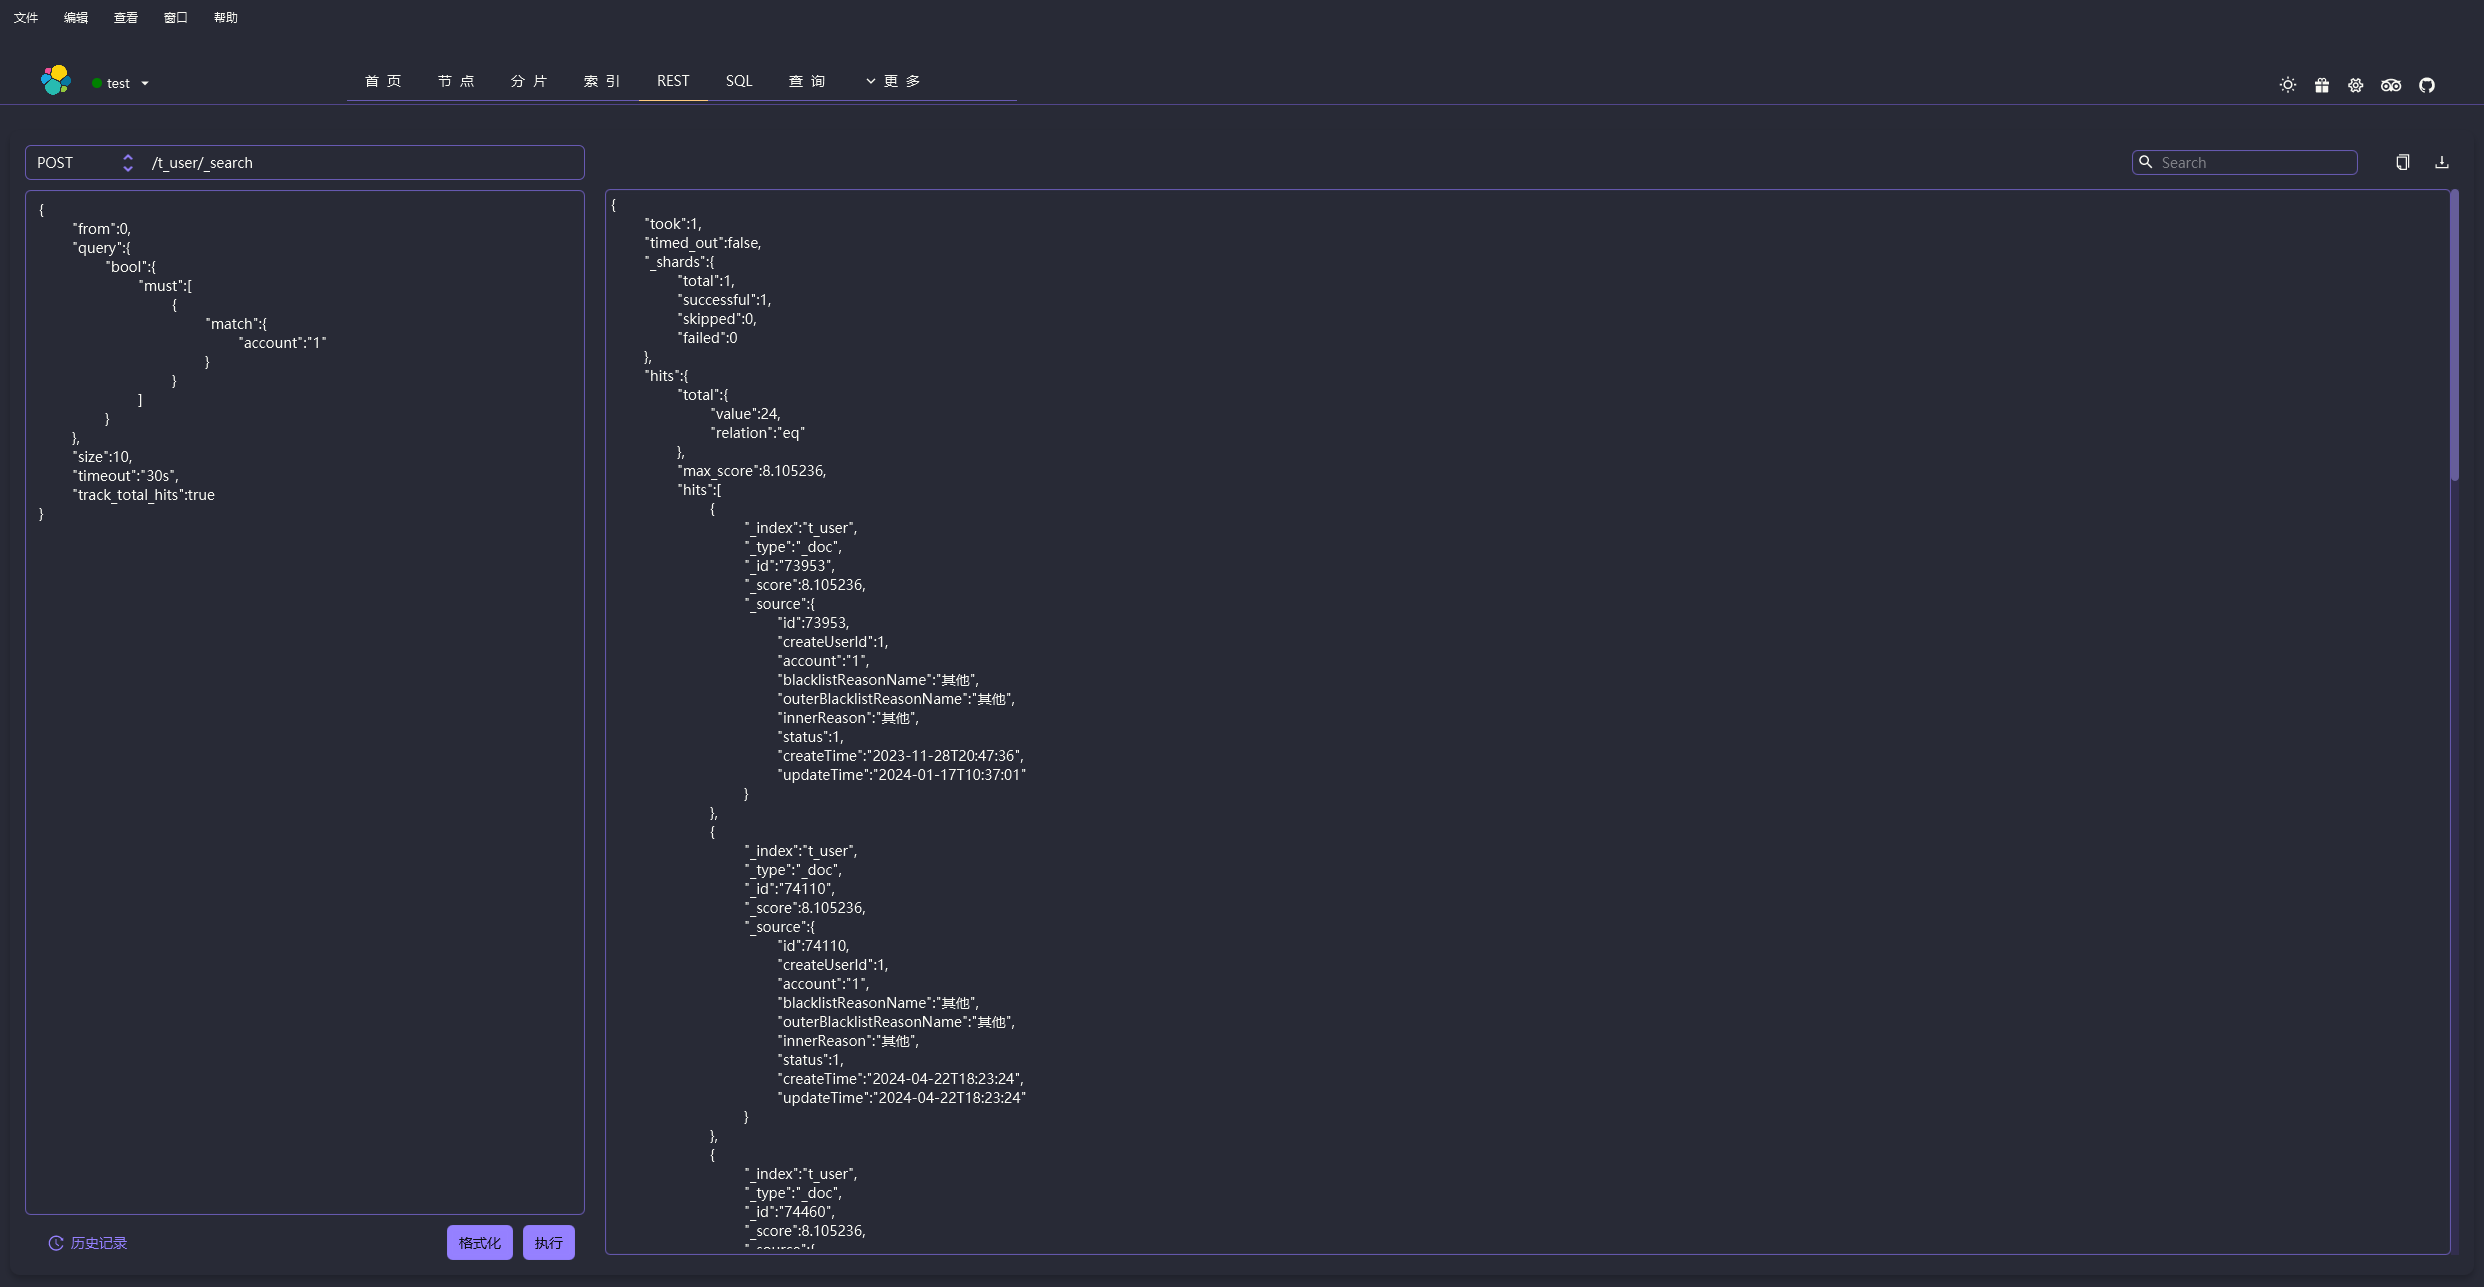 文件 编辑 查看 窗口 帮助
test 首页 节点 分片 索引 REST SQL 查询 更多
POST /t_user/_search
Search
{
"from":0,
"query":{
"bool":{
"must":[
{
"match":{
"account":"1"
}
}
]
}
},
"size":10,
"timeout":"30s",
"track_total_hits":true
}
历史记录 格式化 执行
{
"took":1,
"timed_out":false,
"_shards":{
"total":1,
"successful":1,
"skipped":0,
"failed":0
},
"hits":{
"total":{
"value":24,
"relation":"eq"
},
"max_score":8.105236,
"hits":[
{
"_index":"t_user",
"_type":"_doc",
"_id":"73953",
"_score":8.105236,
"_source":{
"id":73953,
"createUserId":1,
"account":"1",
"blacklistReasonName":"其他",
"outerBlacklistReasonName":"其他",
"innerReason":"其他",
"status":1,
"createTime":"2023-11-28T20:47:36",
"updateTime":"2024-01-17T10:37:01"
}
},
{
"_index":"t_user",
"_type":"_doc",
"_id":"74110",
"_score":8.105236,
"_source":{
"id":74110,
"createUserId":1,
"account":"1",
"blacklistReasonName":"其他",
"outerBlacklistReasonName":"其他",
"innerReason":"其他",
"status":1,
"createTime":"2024-04-22T18:23:24",
"updateTime":"2024-04-22T18:23:24"
}
},
{
"_index":"t_user",
"_type":"_doc",
"_id":"74460",
"_score":8.105236,
"_source":{